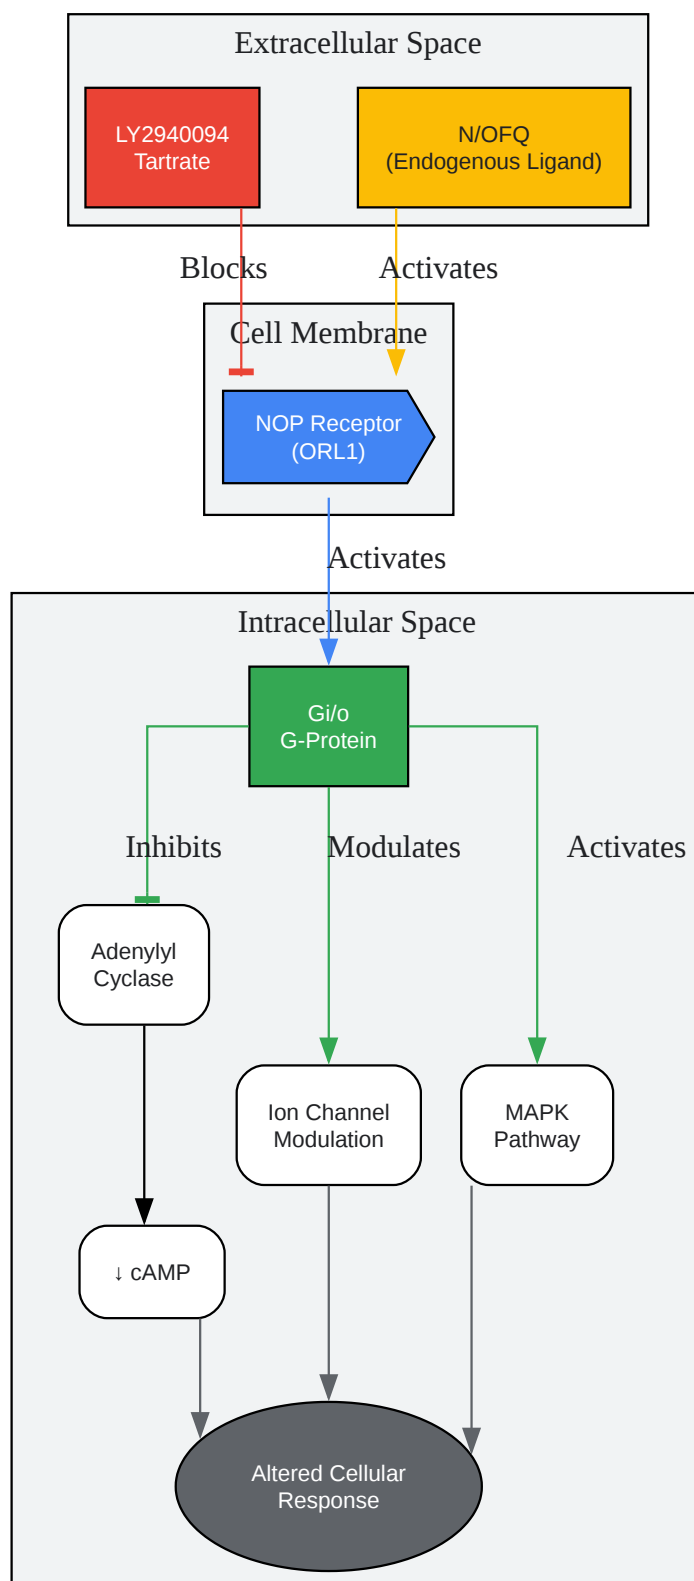 Extracellular Space
LY2940094
Tartrate
N/OFQ
(Endogenous Ligand)
Blocks
Activates
Cell Membrane
NOP Receptor
(ORL1)
Activates
Intracellular Space
Gi/o
G-Protein
Inhibits
Modulates
Activates
Adenylyl
Cyclase
Ion Channel
Modulation
MAPK
Pathway
↓ cAMP
Altered Cellular
Response